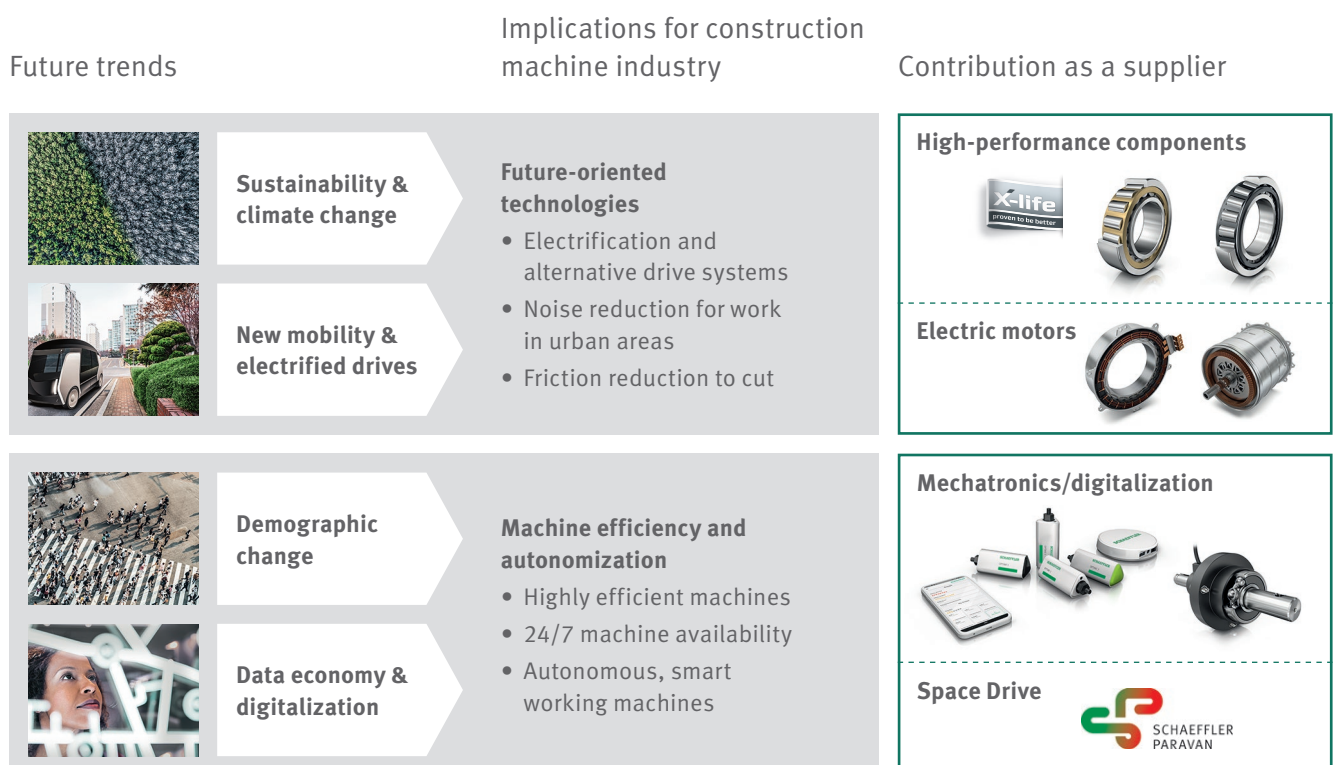 Future trends
Implications for construction
machine industry
Contribution as a supplier
Sustainability &
climate change
New mobility &
electrified drives
Future-oriented
technologies
• Electrification and
alternative drive systems
• Noise reduction for work
in urban areas
• Friction reduction to cut
High-performance components
X-life
proven to be better
Electric motors
Demographic
change
Data economy &
digitalization
Machine efficiency and
autonomization
• Highly efficient machines
• 24/7 machine availability
• Autonomous, smart
working machines
Mechatronics/digitalization
Space Drive
SCHAEFFLER
PARAVAN